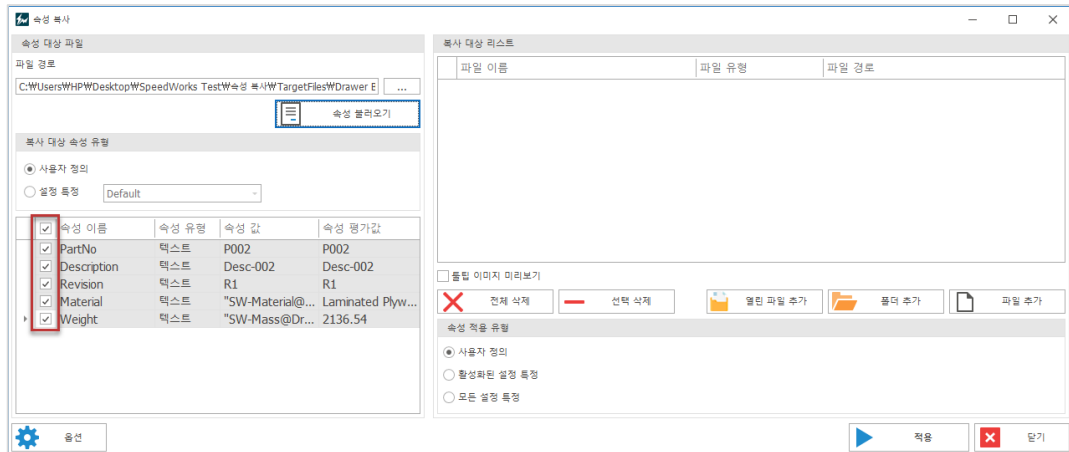 속성 복사
속성 대상 파일
파일 경로
C:₩Users₩HP₩Desktop₩SpeedWorks Test₩속성 복사₩TargetFiles₩Drawer E
...
속성 불러오기
복사 대상 속성 유형
사용자 정의
설정 특정 Default
속성 이름 속성 유형 속성 값 속성 평가값
PartNo 텍스트 P002 P002
Description 텍스트 Desc-002 Desc-002
Revision 텍스트 R1 R1
Material 텍스트 "SW-Material@... Laminated Plyw...
Weight 텍스트 "SW-Mass@Dr... 2136.54
옵션
복사 대상 리스트
파일 이름 파일 유형 파일 경로
툴팁 이미지 미리보기
전체 삭제 선택 삭제 열린 파일 추가 폴더 추가 파일 추가
속성 적용 유형
사용자 정의
활성화된 설정 특정
모든 설정 특정
적용 닫기